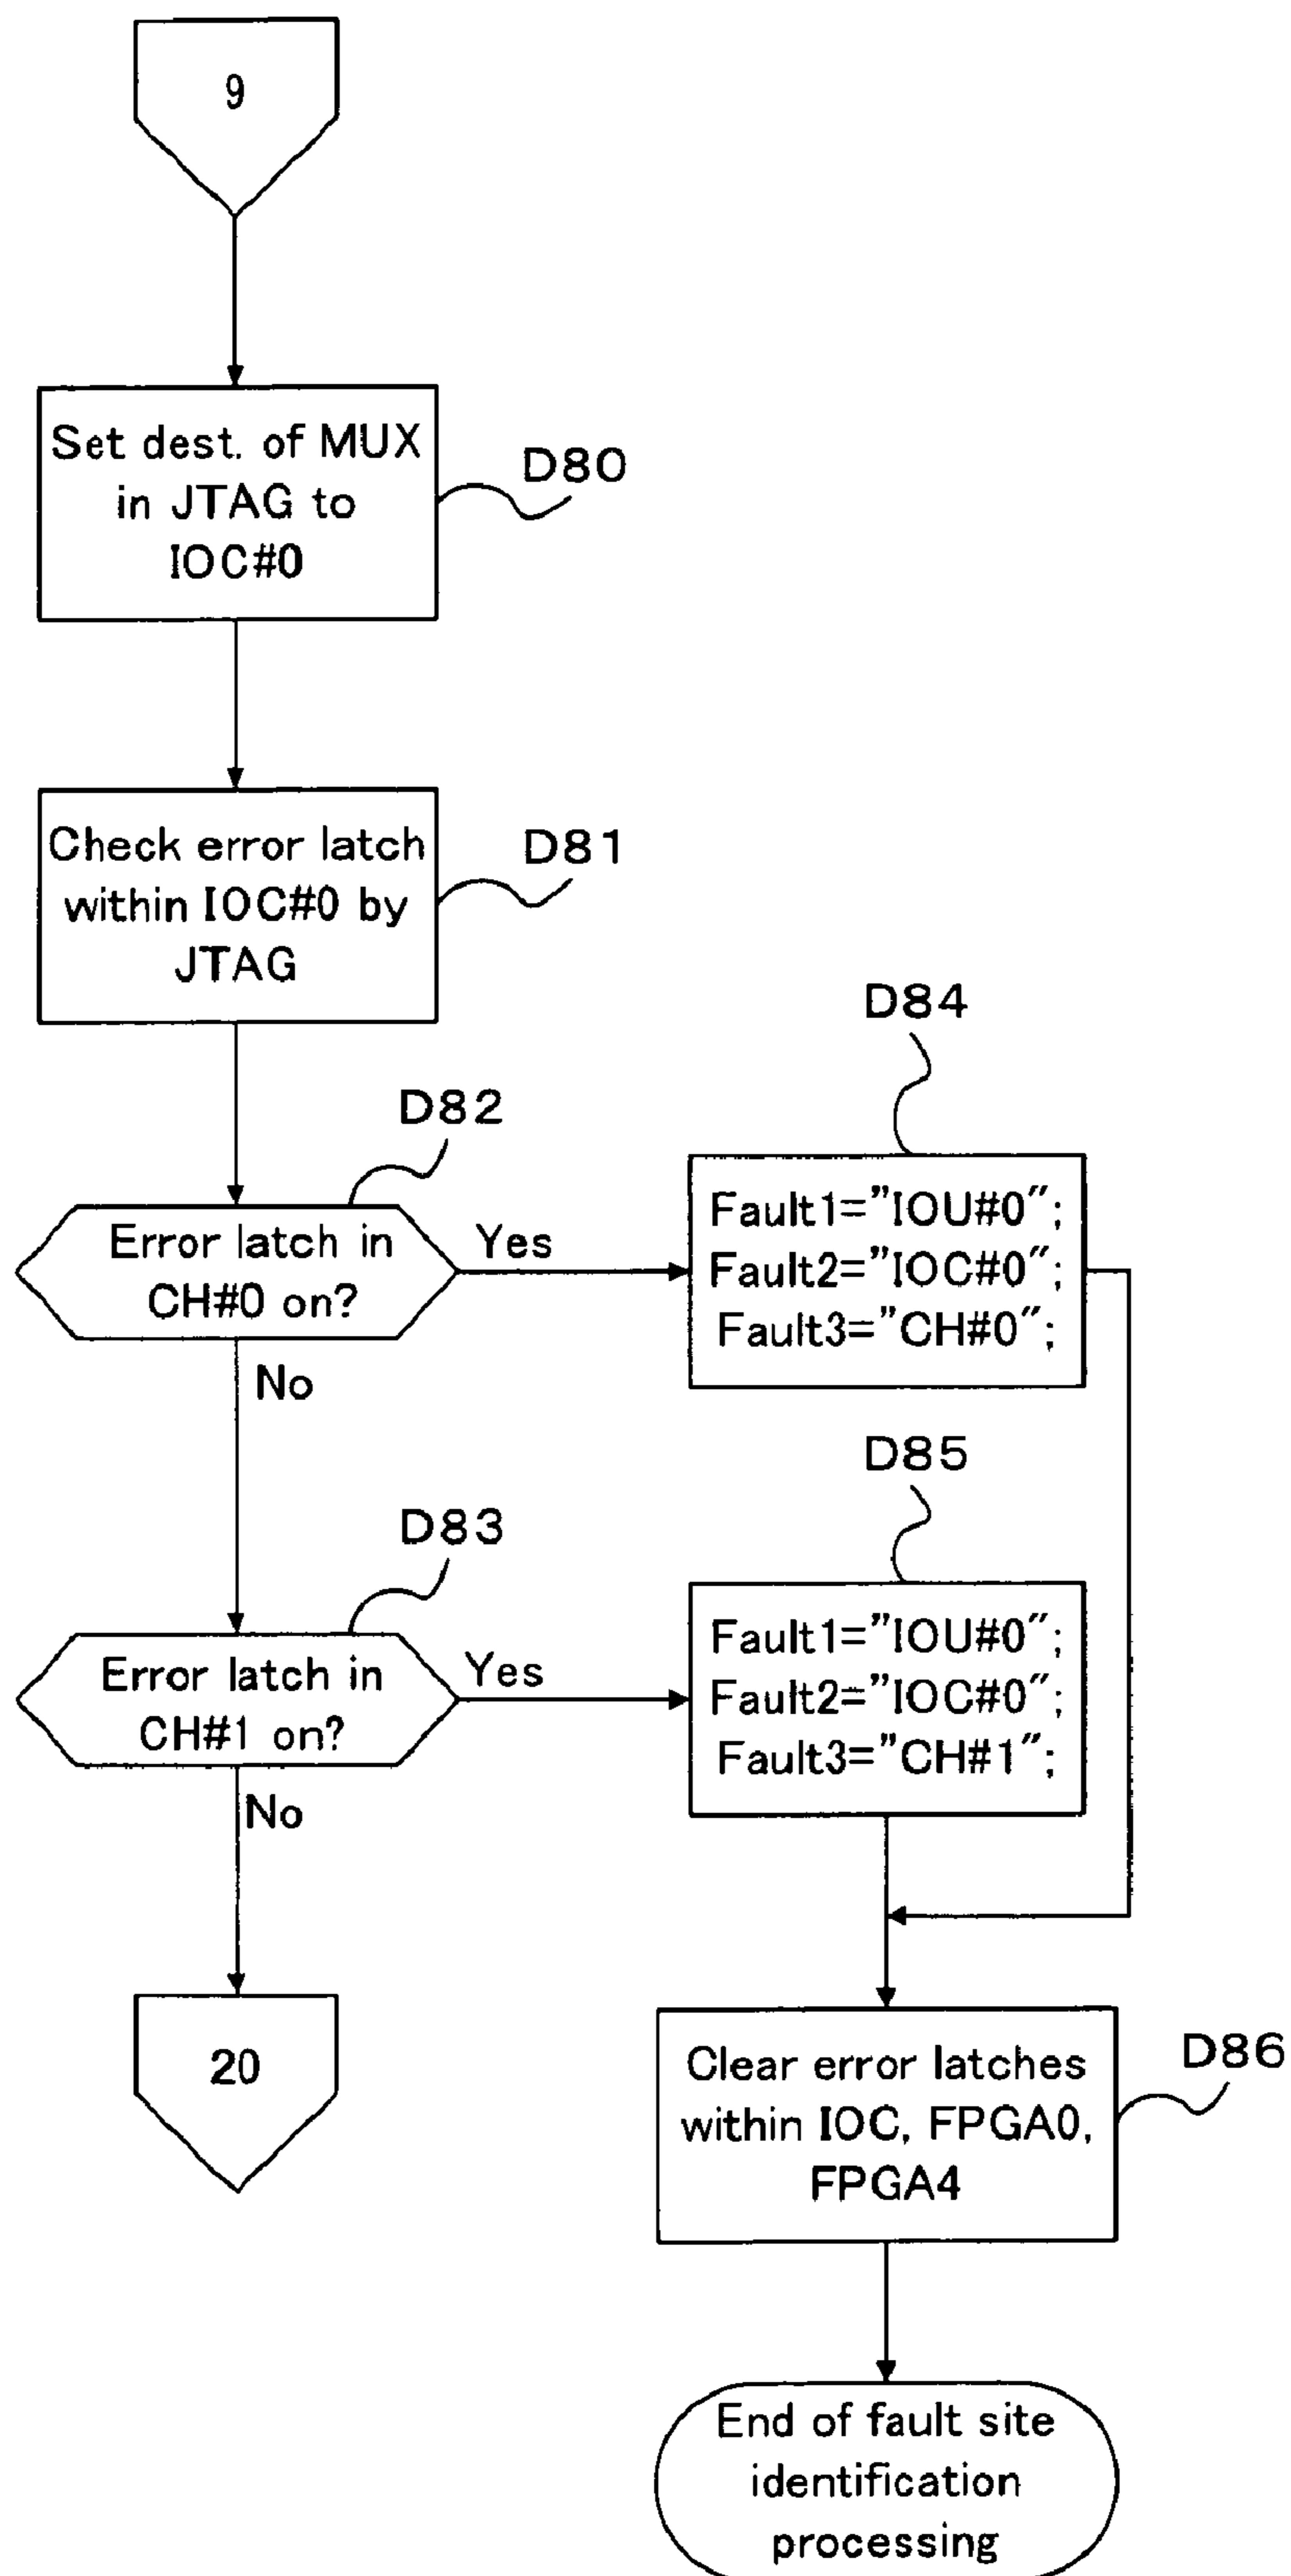 9
Set dest. of MUX
in JTAG to
IOC#0
D80
Check error latch
within IOC#0 by
JTAG
D81
D82
Error latch in
CH#0 on?
Yes
No
D84
Fault1="IOU#0";
Fault2="IOC#0";
Fault3="CH#0";
D83
Error latch in
CH#1 on?
Yes
No
D85
Fault1="IOU#0";
Fault2="IOC#0";
Fault3="CH#1";
20
Clear error latches
within IOC, FPGA0,
FPGA4
D86
End of fault site
identification
processing